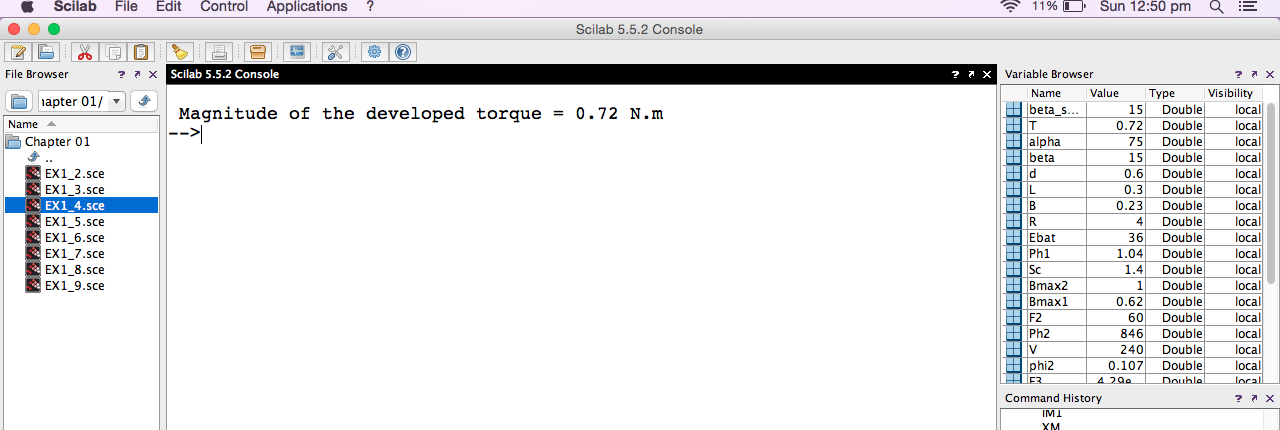 Scilab File Edit Control Applications ? 11% Sun 12:50 pm
Scilab 5.5.2 Console
File Browser ? Scilab 5.5.2 Console ? Variable Browser ?
apter 01/
Name
Chapter 01
..
EX1_2.sce
EX1_3.sce
EX1_4.sce
EX1_5.sce
EX1_6.sce
EX1_7.sce
EX1_8.sce
EX1_9.sce
Magnitude of the developed torque = 0.72 N.m
-->
Name Value Type Visibility
beta_s... 15 Double local
T 0.72 Double local
alpha 75 Double local
beta 15 Double local
d 0.6 Double local
L 0.3 Double local
B 0.23 Double local
R 4 Double local
Ebat 36 Double local
Ph1 1.04 Double local
Sc 1.4 Double local
Bmax2 1 Double local
Bmax1 0.62 Double local
F2 60 Double local
Ph2 846 Double local
V 240 Double local
phi2 0.107 Double local
Double local
Command History ?
XM